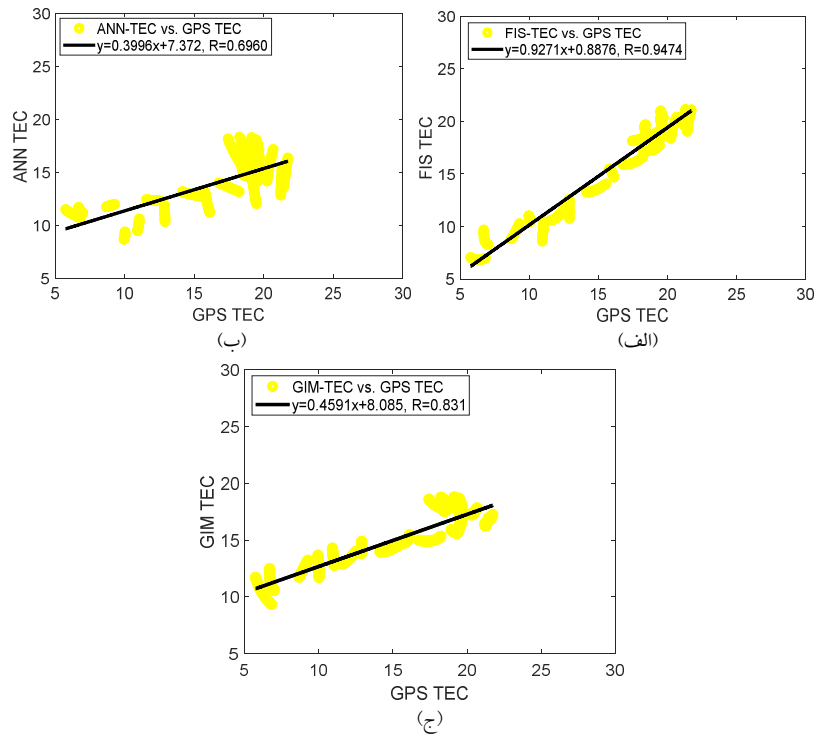 ANN-TEC vs. GPS TEC
y=0.3996x+7.372, R=0.6960
30
25
20
15
10
5
ANN TEC
5 10 15 20 25 30
GPS TEC
(ب)
FIS-TEC vs. GPS TEC
y=0.9271x+0.8876, R=0.9474
30
25
20
15
10
5
FIS TEC
5 10 15 20 25 30
GPS TEC
(الف)
GIM-TEC vs. GPS TEC
y=0.4591x+8.085, R=0.831
30
25
20
15
10
5
GIM TEC
5 10 15 20 25 30
GPS TEC
(ج)